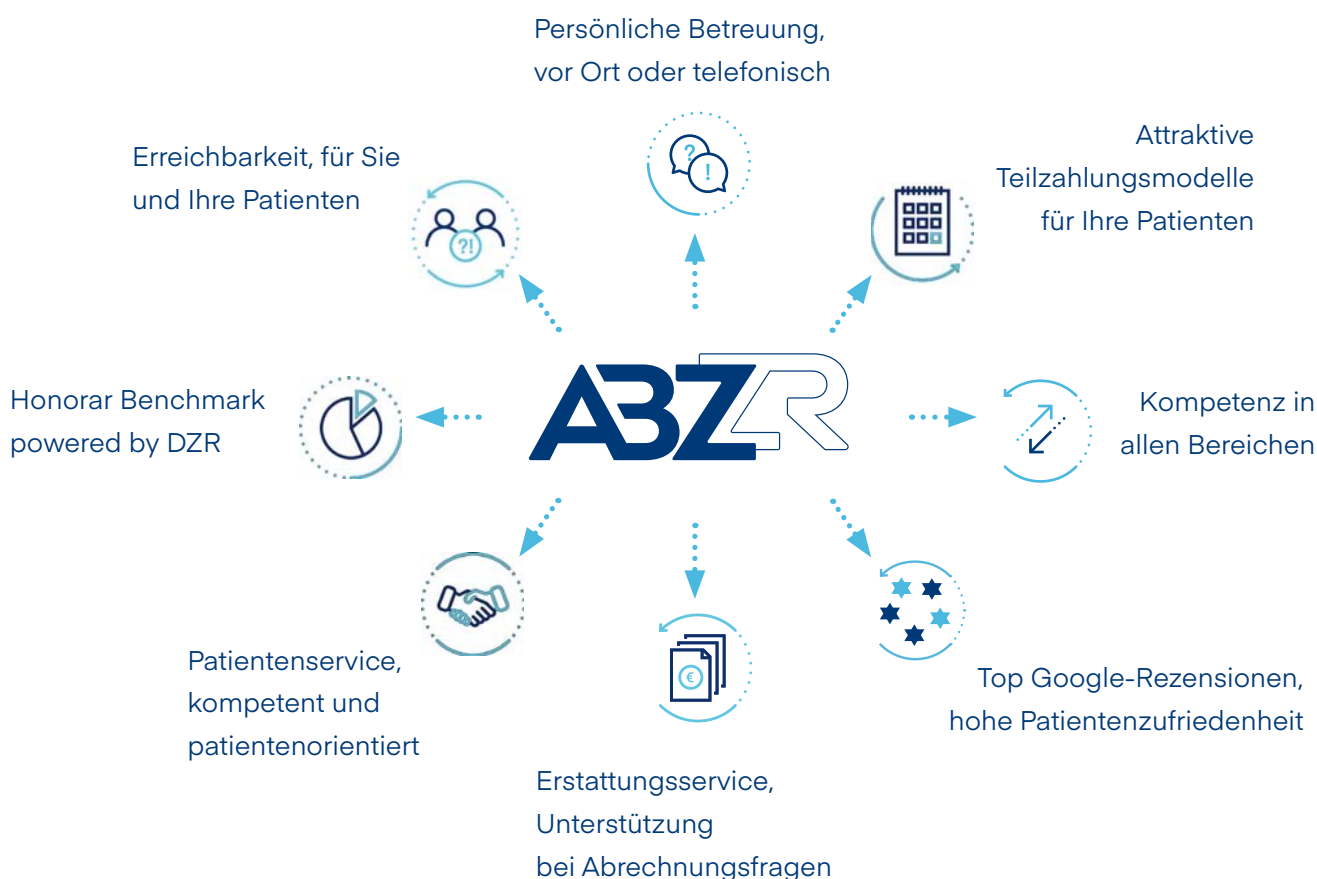 Persönliche Betreuung,
vor Ort oder telefonisch
Attraktive
Teilzahlungsmodelle
für Ihre Patienten
Erreichbarkeit, für Sie
und Ihre Patienten
?
!
?!
ABZ ZR
Honorar Benchmark
powered by DZR
Kompetenz in
allen Bereichen
Patientenservice,
kompetent und
patientenorientiert
€
Top Google-Rezensionen,
hohe Patientenzufriedenheit
Erstattungsservice,
Unterstützung
bei Abrechnungsfragen